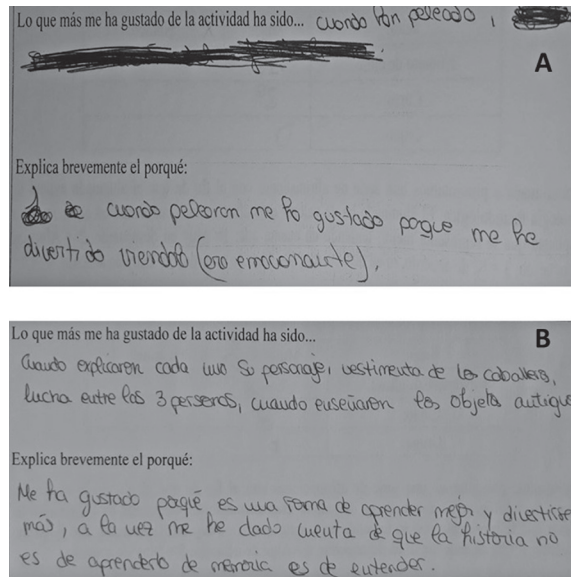 Lo que más me ha gustado de la actividad ha sido... cuando han peleado,
A
Explica brevemente el porqué:
cuando pelearon me ha gustado porque me he
divertido viendolo (era emocionante).
Lo que más me ha gustado de la actividad ha sido...
B
Cuando explicaron cada uno su personaje, vestimenta de los caballeros,
lucha entre las 3 personas, cuando enseñaron los objetos antiguos
Explica brevemente el porqué:
Me ha gustado porqué, es una forma de aprender mejor y divertirse
más, a la vez me he dado cuenta de que la historia no
es de aprenderlo de memoria es de entender.